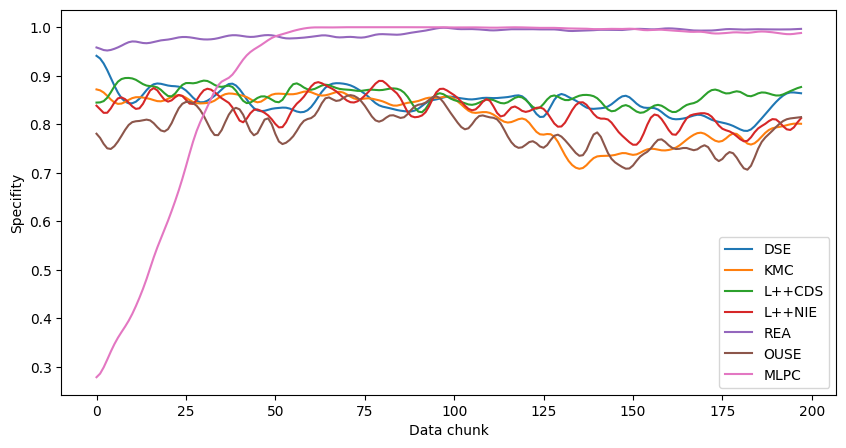 1.0
0.9
0.8
0.7
0.6
0.5
0.4
0.3
Specifity
0
25
50
75
100
125
150
175
200
Data chunk
DSE
KMC
L++CDS
L++NIE
REA
OUSE
MLPC